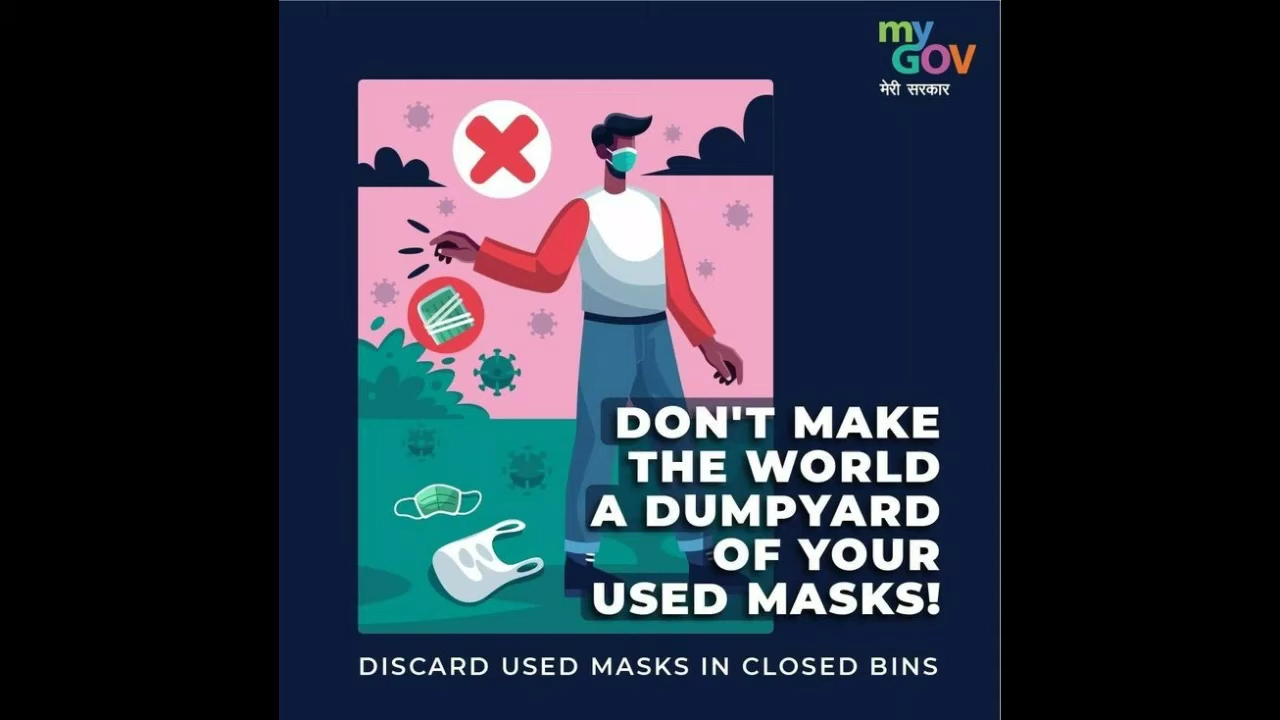 my
GOV
मेरी सरकार
DON'T MAKE
THE WORLD
A DUMPYARD
OF YOUR
USED MASKS!
DISCARD USED MASKS IN CLOSED BINS